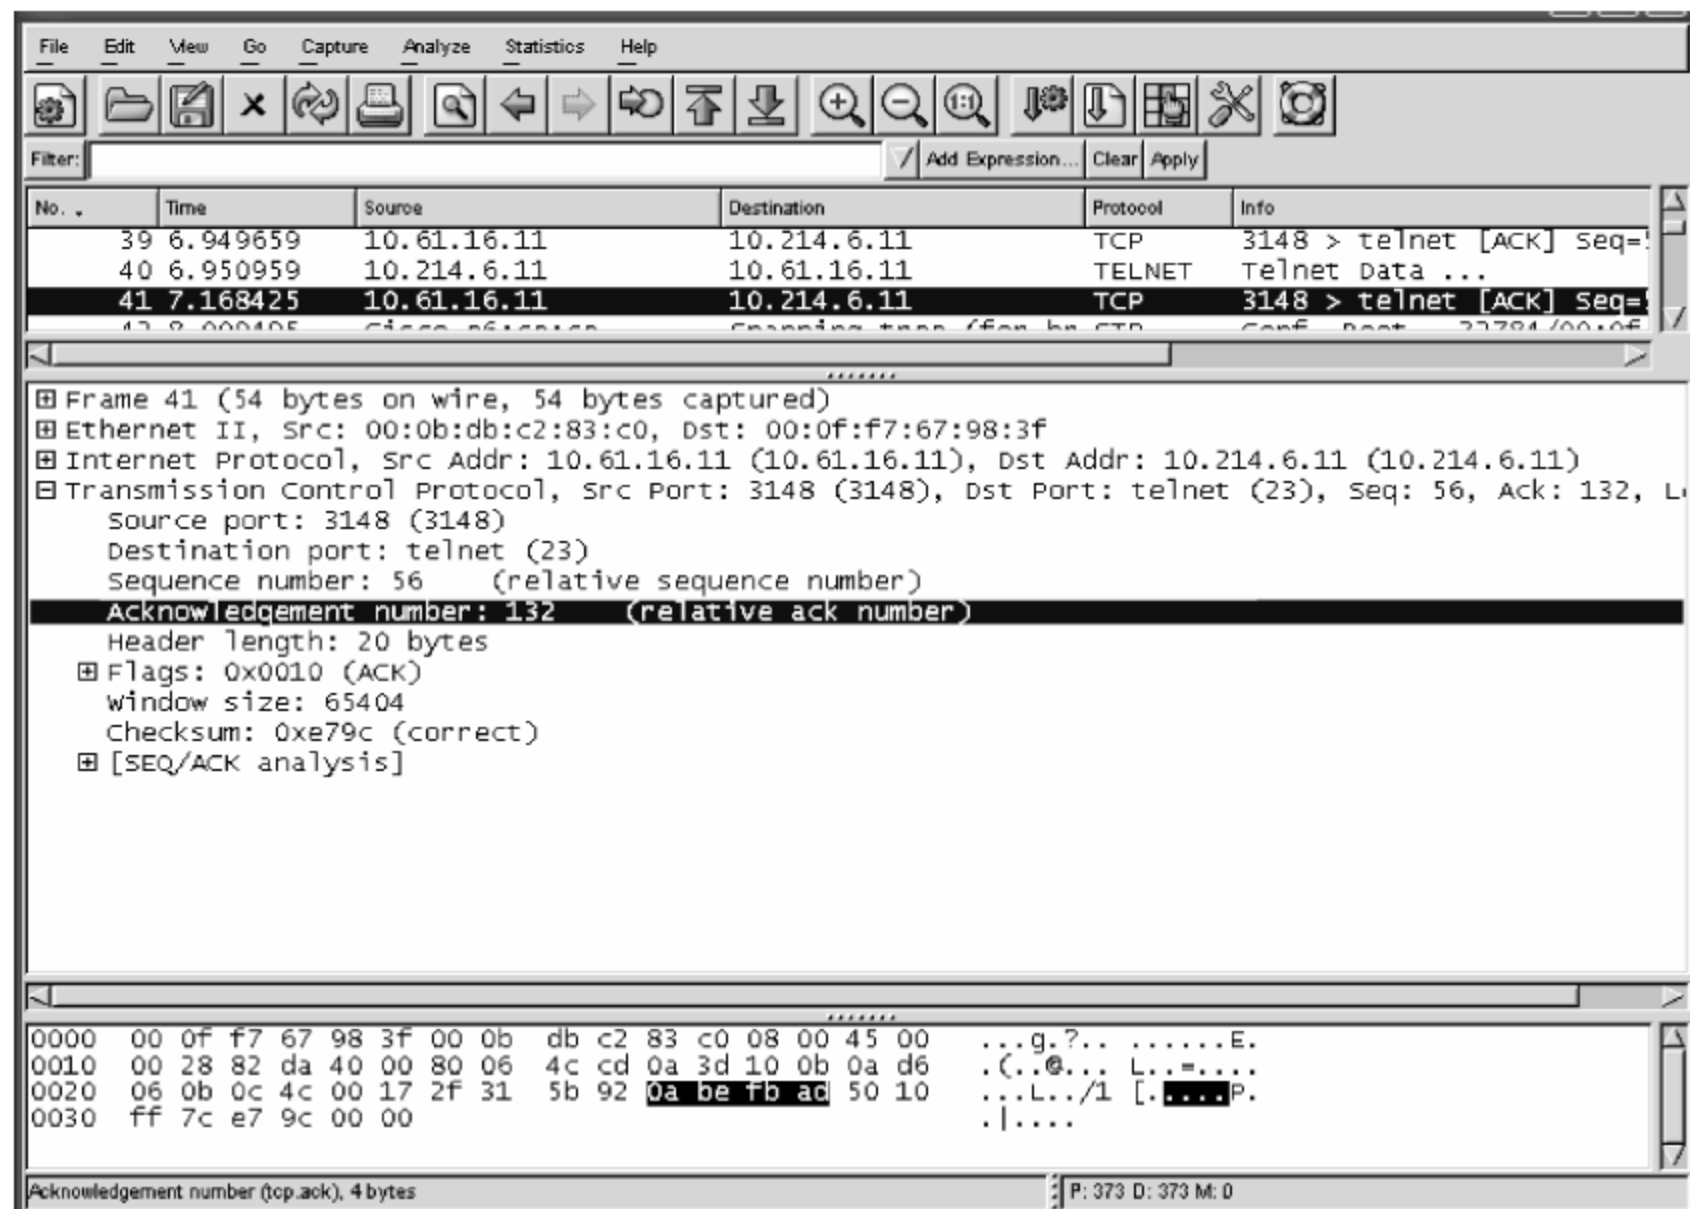 File Edit View Go Capture Analyze Statistics Help
Filter: Add Expression... Clear Apply
No. . Time Source Destination Protocol Info
39 6.949659 10.61.16.11 10.214.6.11 TCP 3148 > telnet [ACK] Seq=
40 6.950959 10.214.6.11 10.61.16.11 TELNET Telnet Data ...
41 7.168425 10.61.16.11 10.214.6.11 TCP 3148 > telnet [ACK] Seq=
Frame 41 (54 bytes on wire, 54 bytes captured)
Ethernet II, Src: 00:0b:db:c2:83:c0, Dst: 00:0f:f7:67:98:3f
Internet Protocol, Src Addr: 10.61.16.11 (10.61.16.11), Dst Addr: 10.214.6.11 (10.214.6.11)
Transmission Control Protocol, Src Port: 3148 (3148), Dst Port: telnet (23), Seq: 56, Ack: 132,
Source port: 3148 (3148)
Destination port: telnet (23)
Sequence number: 56 (relative sequence number)
Acknowledgement number: 132 (relative ack number)
Header length: 20 bytes
Flags: 0x0010 (ACK)
Window size: 65404
Checksum: 0xe79c (correct)
[SEQ/ACK analysis]
0000 00 0f f7 67 98 3f 00 0b db c2 83 c0 08 00 45 00 ...g.?.. ......E.
0010 00 28 82 da 40 00 80 06 4c cd 0a 3d 10 0b 0a d6 .(..@... L..=....
0020 06 0b 0c 4c 00 17 2f 31 5b 92 0a be fb ad 50 10 ...L../1 [.....P.
0030 ff 7c e7 9c 00 00 .|....
Acknowledgement number (tcp.ack), 4 bytes P: 373 D: 373 M: 0